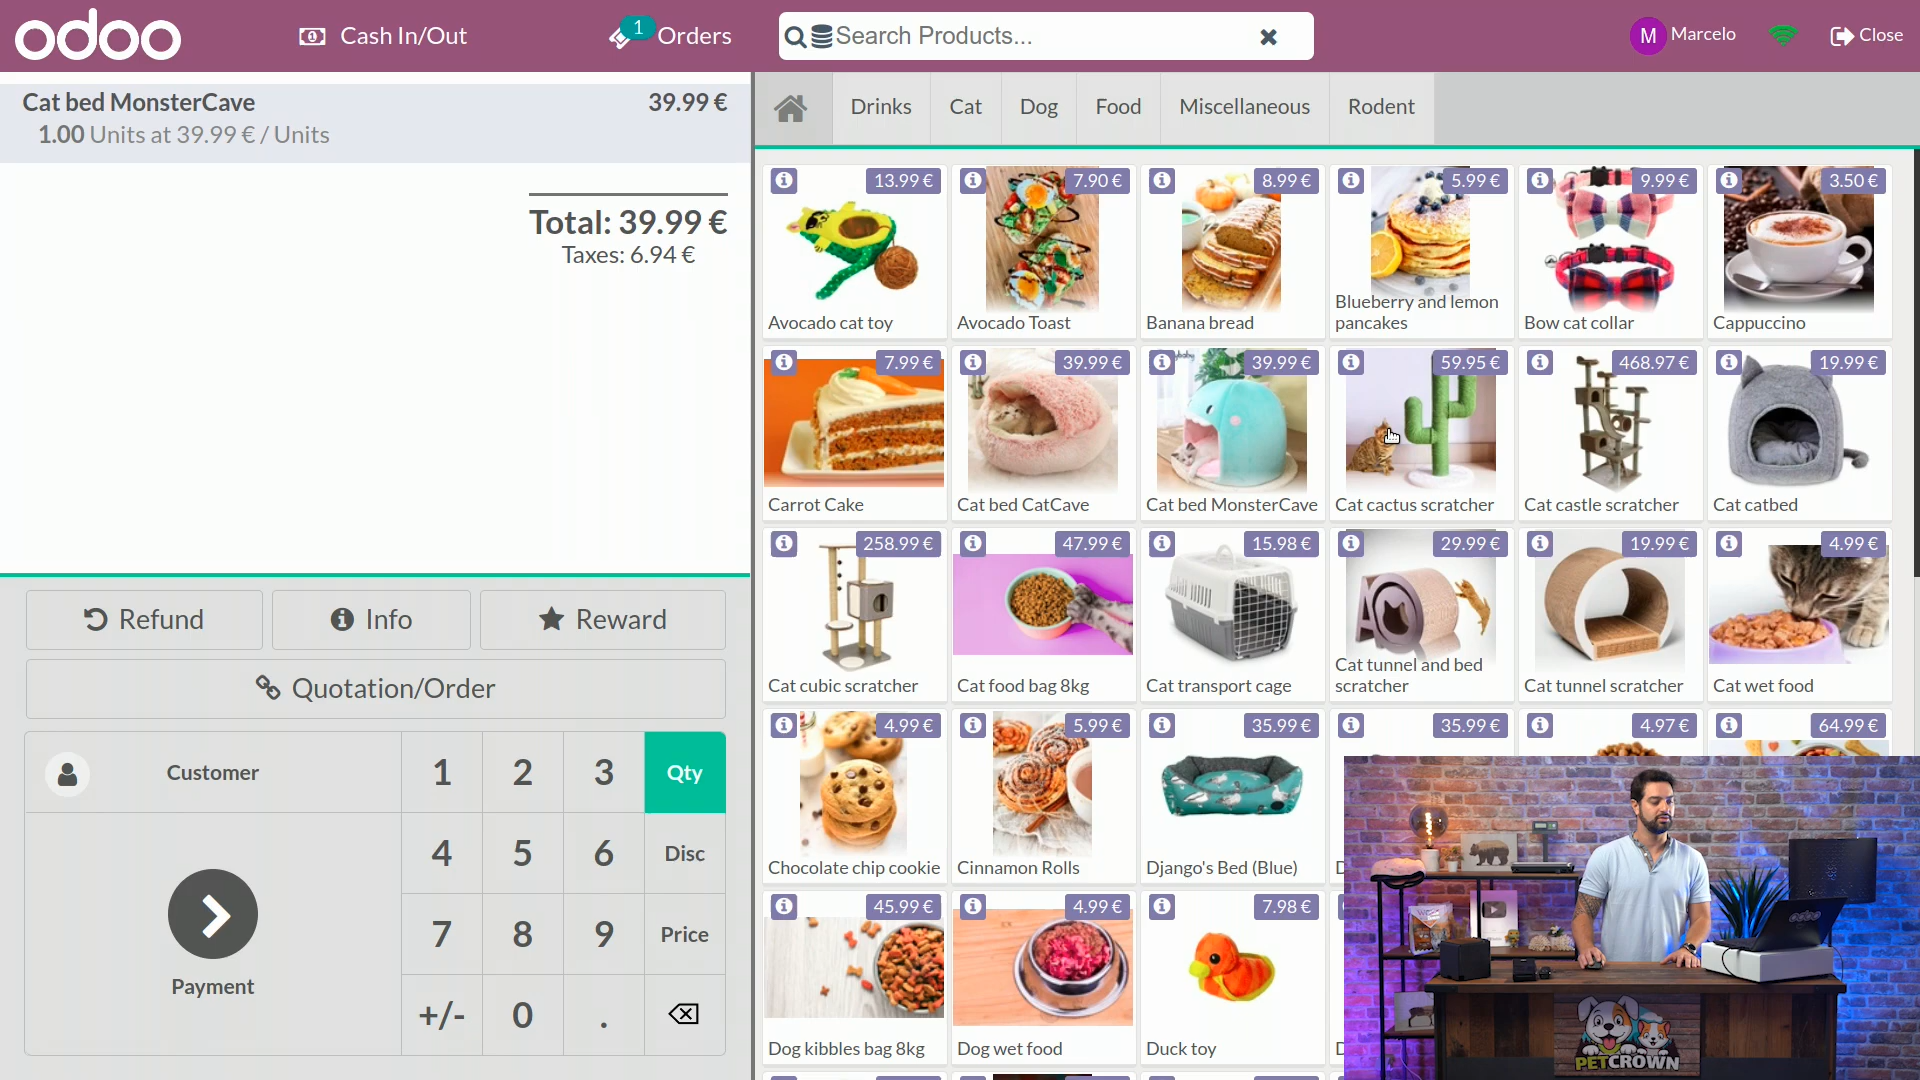 odoo
Cash In/Out
1
Orders
Search Products...
M
Marcelo
Close
Cat bed MonsterCave
39.99 €
1.00 Units at 39.99 € / Units
Total: 39.99 €
Taxes: 6.94 €
Refund
Info
Reward
Quotation/Order
Customer
1
2
3
Qty
4
5
6
Disc
7
8
9
Price
Payment
+/-
0
.
Drinks
Cat
Dog
Food
Miscellaneous
Rodent
13.99 €
Avocado cat toy
7.90 €
Avocado Toast
8.99 €
Banana bread
5.99 €
Blueberry and lemon
pancakes
9.99 €
Bow cat collar
3.50 €
Cappuccino
7.99 €
Carrot Cake
39.99 €
Cat bed CatCave
39.99 €
Cat bed MonsterCave
59.95 €
Cat cactus scratcher
468.97 €
Cat castle scratcher
19.99 €
Cat catbed
258.99 €
Cat cubic scratcher
47.99 €
Cat food bag 8kg
15.98 €
Cat transport cage
29.99 €
Cat tunnel and bed
scratcher
19.99 €
Cat tunnel scratcher
4.99 €
Cat wet food
4.99 €
Chocolate chip cookie
5.99 €
Cinnamon Rolls
35.99 €
Django's Bed (Blue)
35.99 €
4.97 €
64.99 €
45.99 €
Dog kibbles bag 8kg
4.99 €
Dog wet food
7.98 €
Duck toy
odoo
PETCROWN